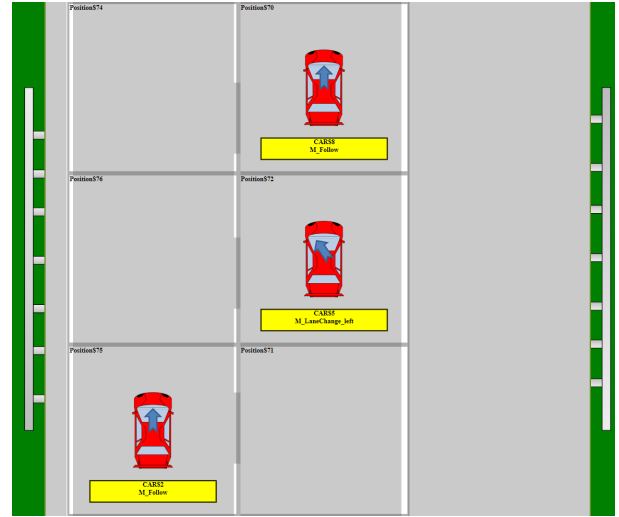 Position$74
Position$70
CAR$8
M_Follow
Position$76
Position$72
CAR$5
M_LaneChange_left
Position$75
Position$71
CAR$2
M_Follow